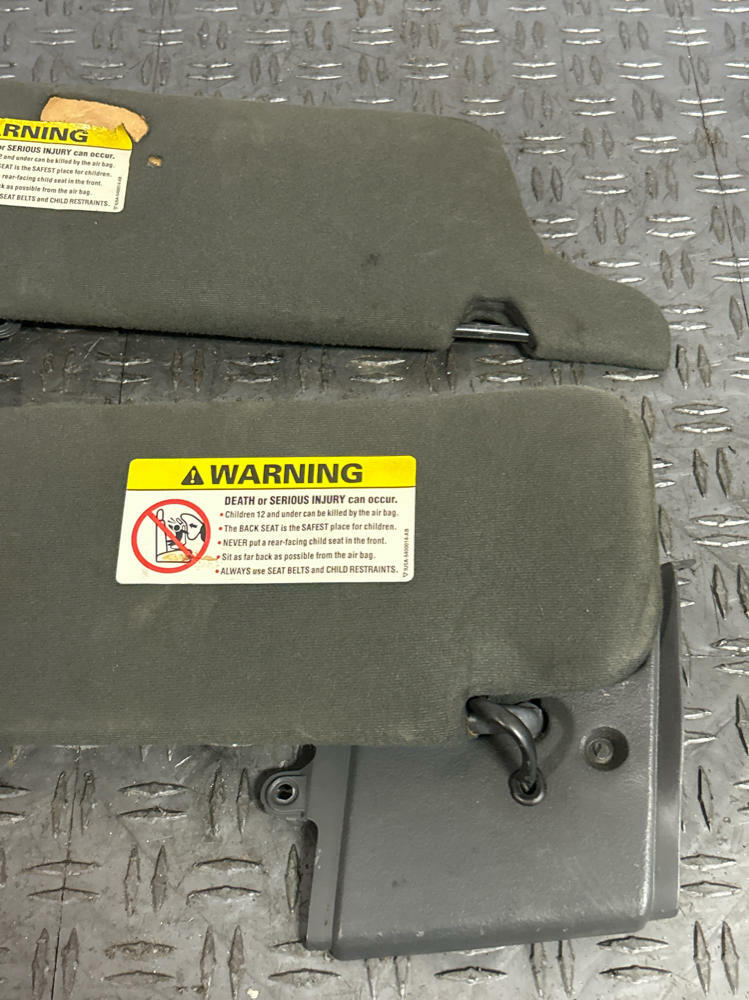 RNING
or SERIOUS INJURY can occur.
2 and under can be killed by the air bag.
SEAT is the SAFEST place for children.
rear-facing child seat in the front.
ck as possible from the air bag.
SEAT BELTS and CHILD RESTRAINTS.
WARNING
DEATH or SERIOUS INJURY can occur.
• Children 12 and under can be killed by the air bag.
• The BACK SEAT is the SAFEST place for children.
• NEVER put a rear-facing child seat in the front.
• Sit as far back as possible from the air bag.
• ALWAYS use SEAT BELTS and CHILD RESTRAINTS.